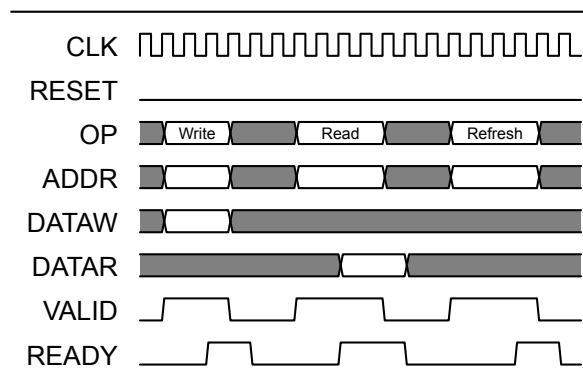 CLK
RESET
OP Write Read Refresh
ADDR
DATAW
DATAR
VALID
READY